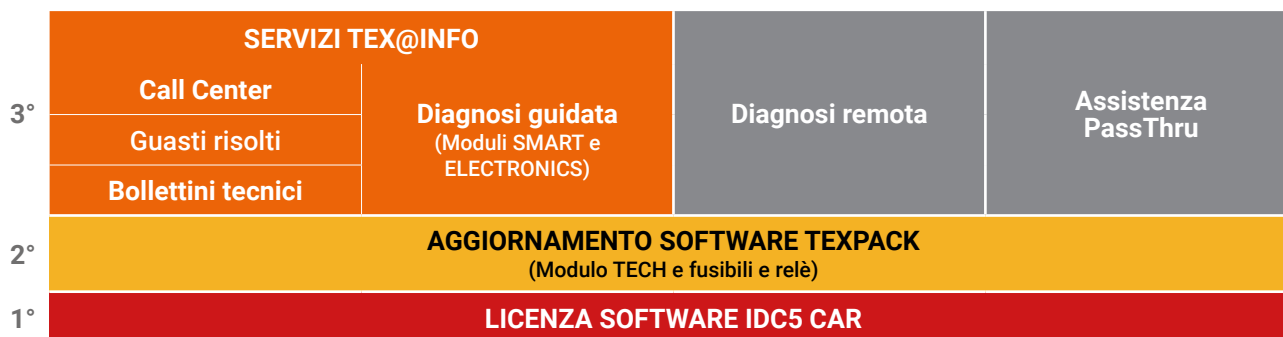 3°
SERVIZI TEX@INFO
Call Center
Guasti risolti
Bollettini tecnici
Diagnosi guidata
(Moduli SMART e
ELECTRONICS)
Diagnosi remota
Assistenza
PassThru
2°
AGGIORNAMENTO SOFTWARE TEXPACK
(Modulo TECH e fusibili e relè)
1°
LICENZA SOFTWARE IDC5 CAR